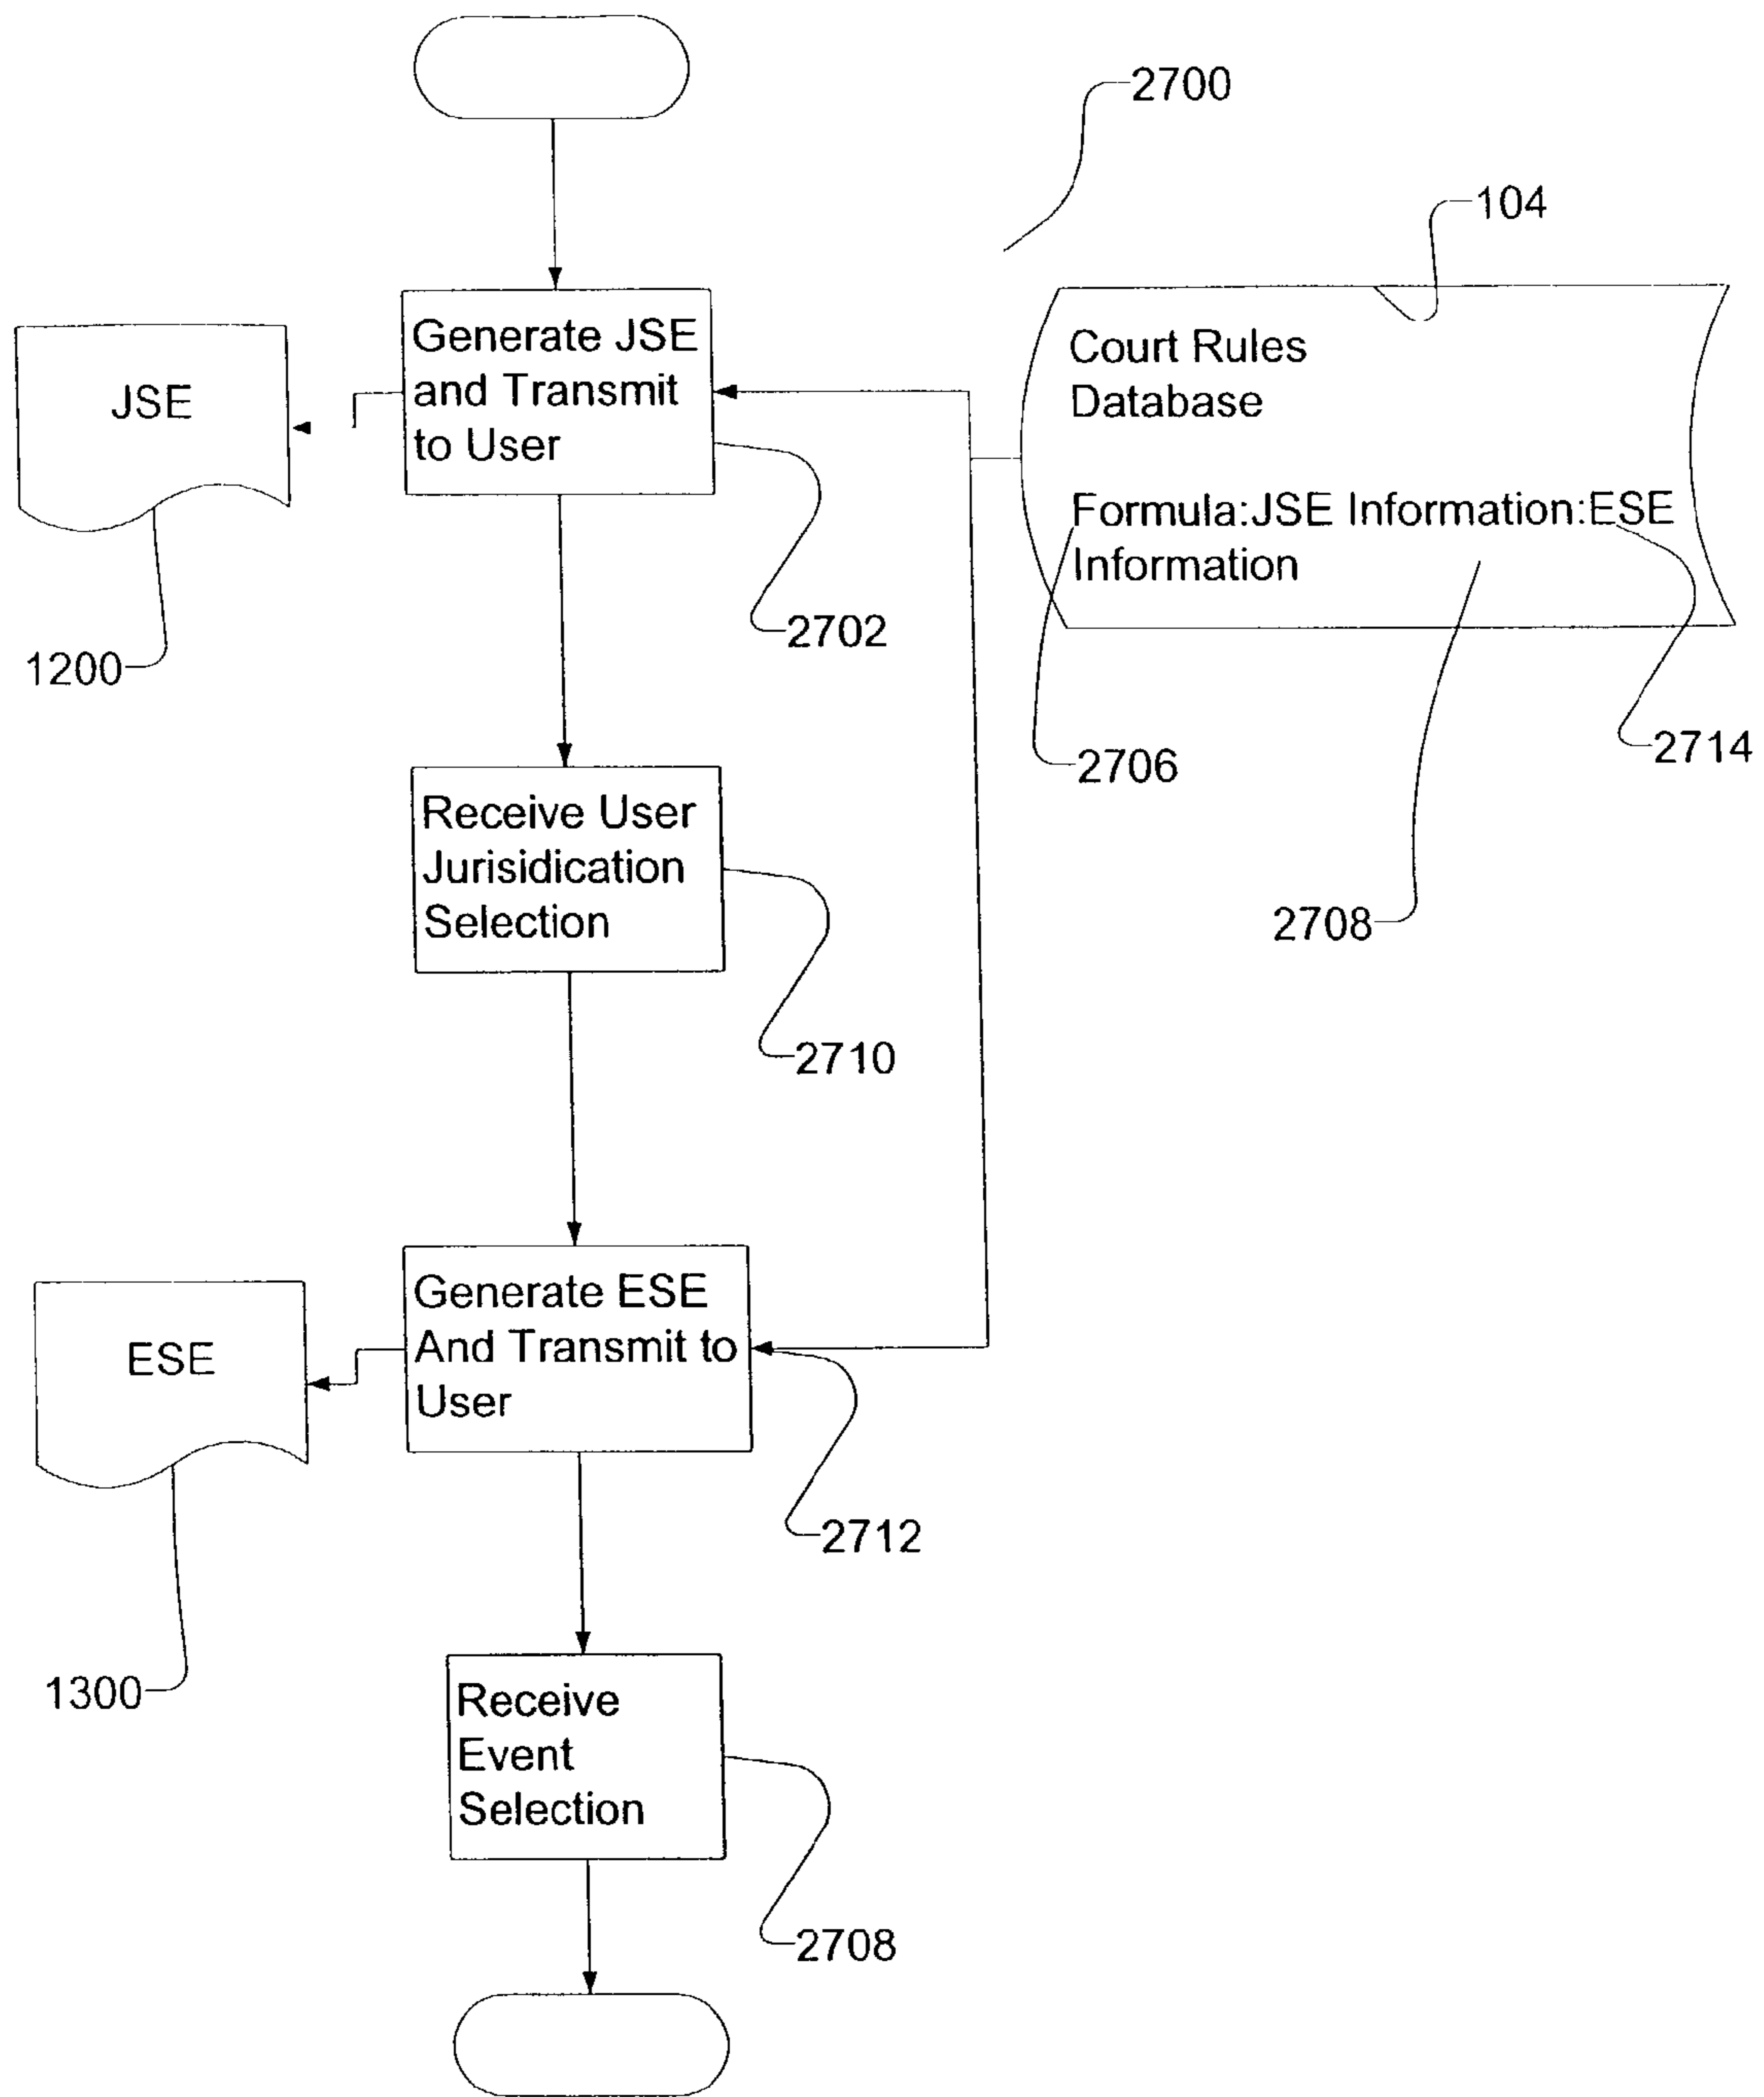 2700
104
Generate JSE
and Transmit
to User
JSE
Court Rules
Database
Formula:JSE Information:ESE
Information
2702
1200
2706
2714
Receive User
Jurisidication
Selection
2708
2710
Generate ESE
And Transmit to
User
ESE
2712
1300
Receive
Event
Selection
2708